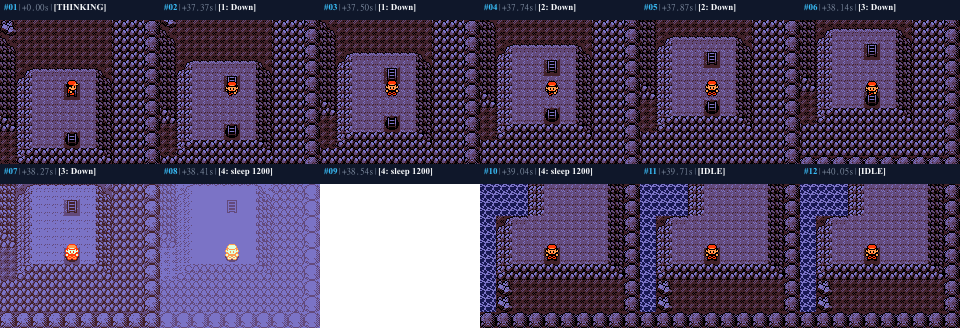 #01|+0.00s|[THINKING]
#02|+37.37s|[1: Down]
#03|+37.50s|[1: Down]
#04|+37.74s|[2: Down]
#05|+37.87s|[2: Down]
#06|+38.14s|[3: Down]
#07|+38.27s|[3: Down]
#08|+38.41s|[4: sleep 1200]
#09|+38.54s|[4: sleep 1200]
#10|+39.04s|[4: sleep 1200]
#11|+39.71s|[IDLE]
#12|+40.05s|[IDLE]